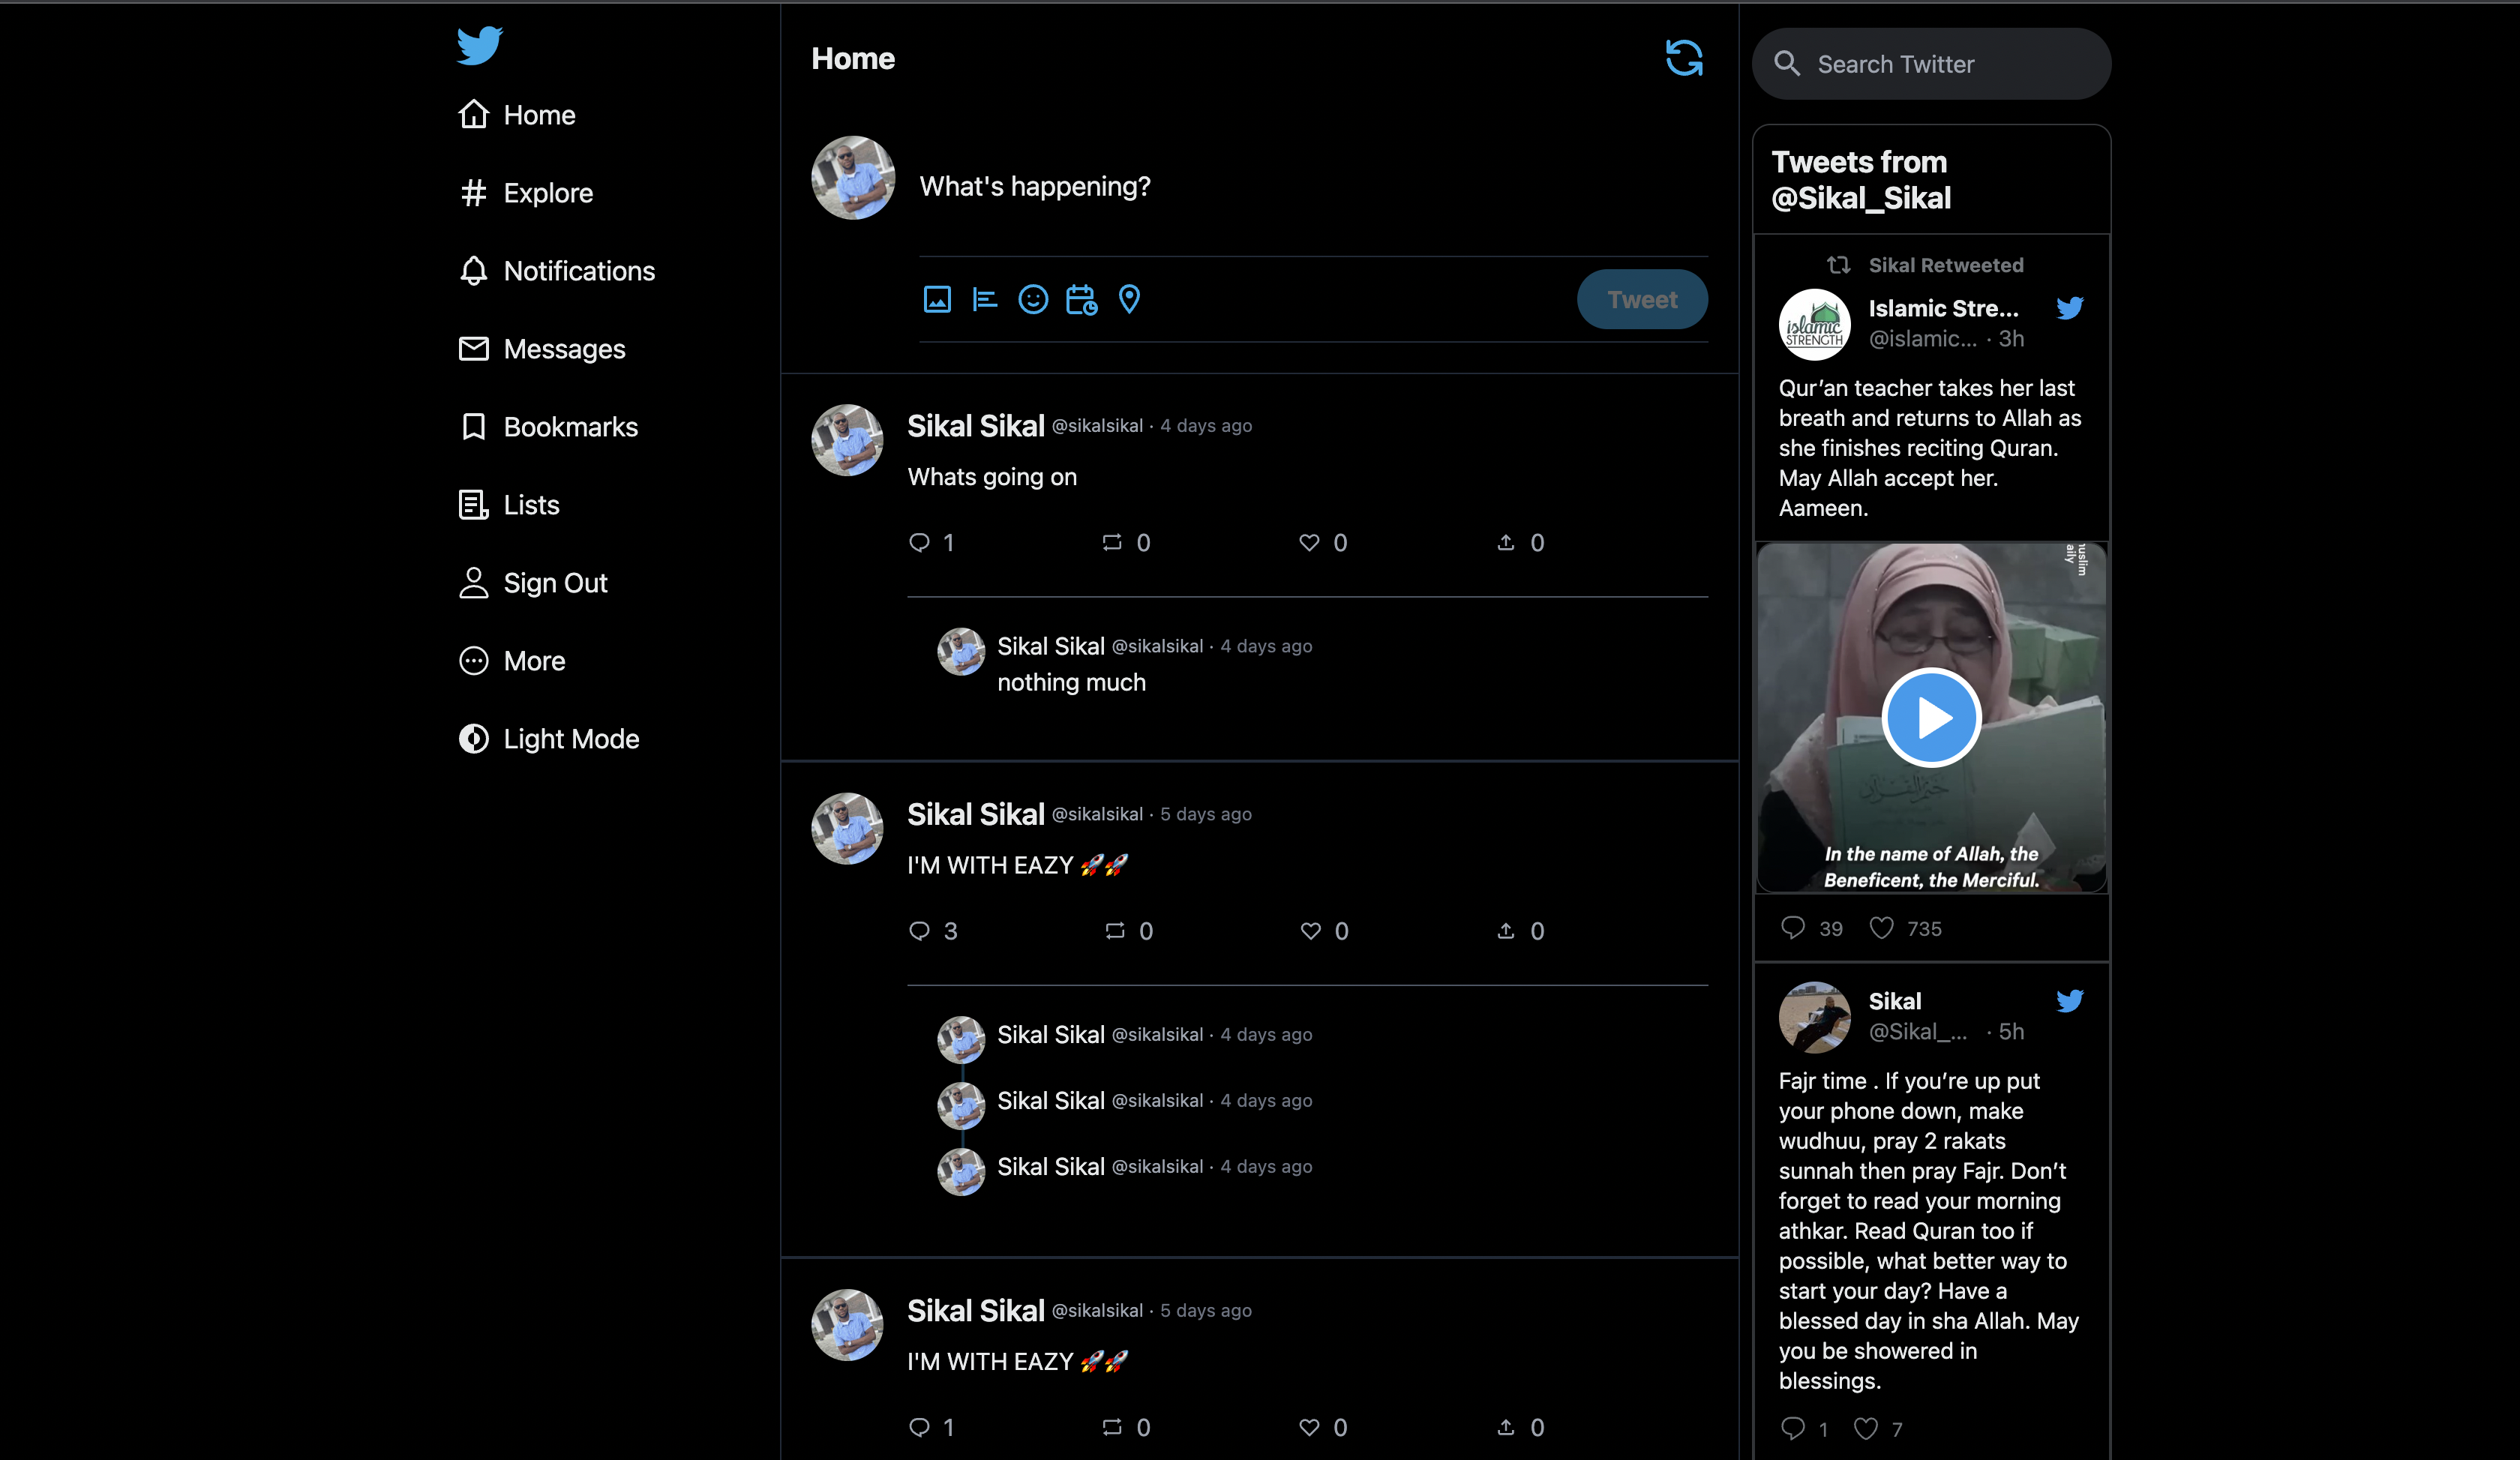 Home
Explore
Notifications
Messages
Bookmarks
Lists
Sign Out
More
Light Mode
Home
What's happening?
Tweet
Sikal Sikal @sikalsikal · 4 days ago
Whats going on
1 0 0 0
Sikal Sikal @sikalsikal · 4 days ago
nothing much
Sikal Sikal @sikalsikal · 5 days ago
I'M WITH EAZY 🚀🚀
3 0 0 0
Sikal Sikal @sikalsikal · 4 days ago
Sikal Sikal @sikalsikal · 4 days ago
Sikal Sikal @sikalsikal · 4 days ago
Sikal Sikal @sikalsikal · 5 days ago
I'M WITH EAZY 🚀🚀
1 0 0 0
Search Twitter
Tweets from
@Sikal_Sikal
Sikal Retweeted
Islamic Stre...
@islamic... · 3h
islamic
STRENGTH
Qur’an teacher takes her last
breath and returns to Allah as
she finishes reciting Quran.
May Allah accept her.
Aameen.
In the name of Allah, the
Beneficent, the Merciful.
39 735
Sikal
@Sikal_... · 5h
Fajr time . If you’re up put
your phone down, make
wudhuu, pray 2 rakats
sunnah then pray Fajr. Don’t
forget to read your morning
athkar. Read Quran too if
possible, what better way to
start your day? Have a
blessed day in sha Allah. May
you be showered in
blessings.
1 7